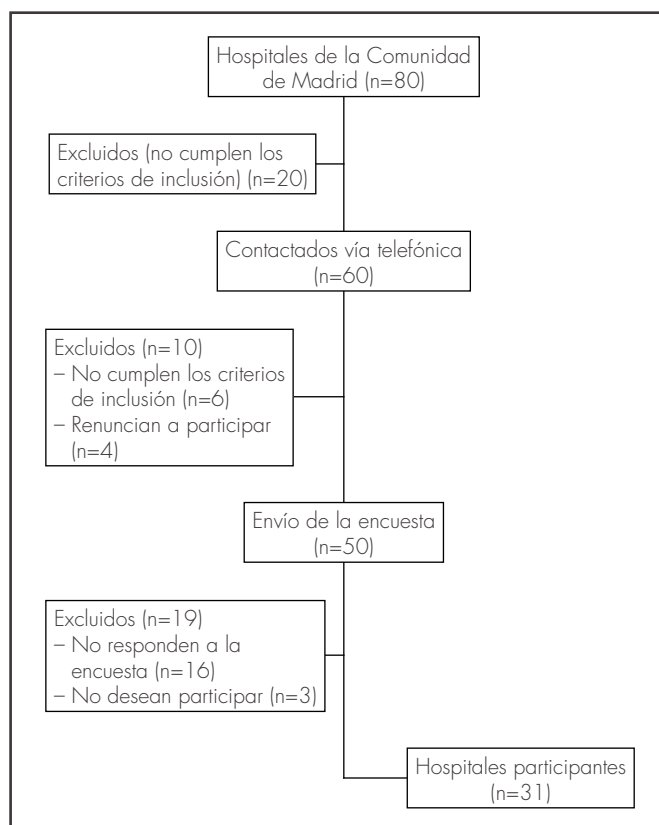 Hospitales de la Comunidad
de Madrid (n=80)
Excluidos (no cumplen los
criterios de inclusión) (n=20)
Contactados vía telefónica
(n=60)
Excluidos (n=10)
– No cumplen los criterios
de inclusión (n=6)
– Renuncian a participar
(n=4)
Envío de la encuesta
(n=50)
Excluidos (n=19)
– No responden a la
encuesta (n=16)
– No desean participar (n=3)
Hospitales participantes
(n=31)